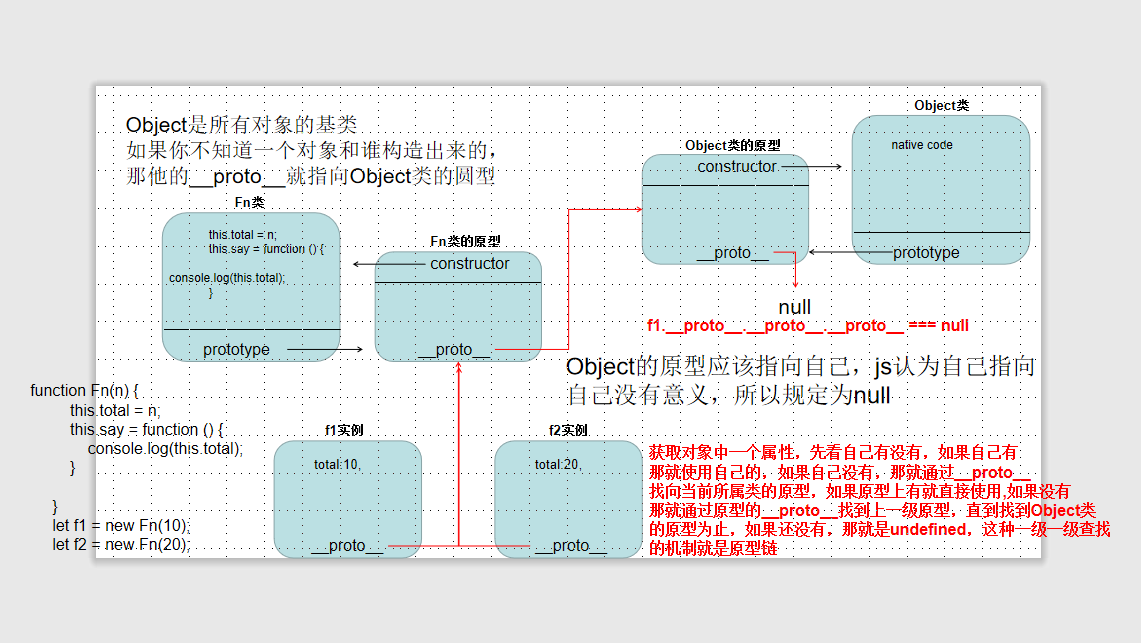 Object类
Object是所有对象的基类
如果你不知道一个对象和谁构造出来的，
那他的__proto__就指向Object类的圆型
Object类的原型
constructor
native code
__proto__
prototype
null
f1.__proto__.__proto__.__proto__ === null
Fn类
this.total = n;
this.say = function () {
console.log(this.total);
}
prototype
Fn类的原型
constructor
__proto__
Object的原型应该指向自己，js认为自己指向
自己没有意义，所以规定为null
function Fn(n) {
this.total = n;
this.say = function () {
console.log(this.total);
}
}
let f1 = new Fn(10);
let f2 = new Fn(20);
f1实例
total:10,
__proto__
f2实例
total:20,
__proto__
获取对象中一个属性，先看自己有没有，如果自己有
那就使用自己的，如果自己没有，那就通过__proto__
找向当前所属类的原型，如果原型上有就直接使用,如果没有
那就通过原型的__proto__找到上一级原型，直到找到Object类
的原型为止，如果还没有，那就是undefined，这种一级一级查找
的机制就是原型链